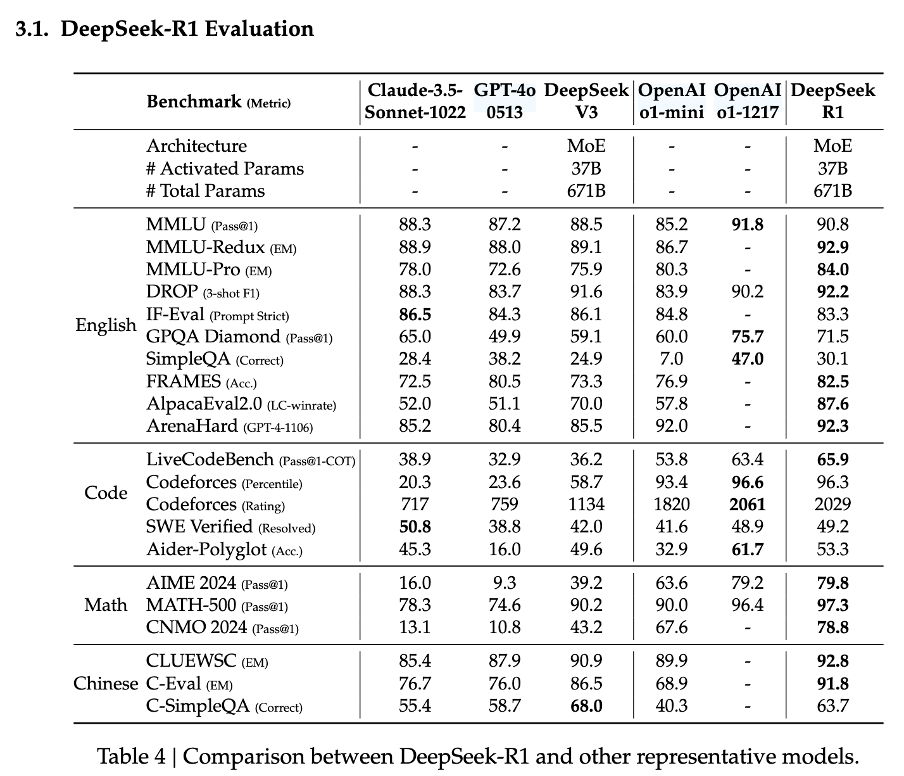 3.1. DeepSeek-R1 Evaluation
Benchmark (Metric) Claude-3.5-Sonnet-1022 GPT-4o 0513 DeepSeek V3 OpenAI o1-mini OpenAI o1-1217 DeepSeek R1
Architecture - - MoE - - MoE
# Activated Params - - 37B - - 37B
# Total Params - - 671B - - 671B
English
MMLU (Pass@1) 88.3 87.2 88.5 85.2 91.8 90.8
MMLU-Redux (EM) 88.9 88.0 89.1 86.7 - 92.9
MMLU-Pro (EM) 78.0 72.6 75.9 80.3 - 84.0
DROP (3-shot F1) 88.3 83.7 91.6 83.9 90.2 92.2
IF-Eval (Prompt Strict) 86.5 84.3 86.1 84.8 - 83.3
GPQA Diamond (Pass@1) 65.0 49.9 59.1 60.0 75.7 71.5
SimpleQA (Correct) 28.4 38.2 24.9 7.0 47.0 30.1
FRAMES (Acc.) 72.5 80.5 73.3 76.9 - 82.5
AlpacaEval2.0 (LC-winrate) 52.0 51.1 70.0 57.8 - 87.6
ArenaHard (GPT-4-1106) 85.2 80.4 85.5 92.0 - 92.3
Code
LiveCodeBench (Pass@1-COT) 38.9 32.9 36.2 53.8 63.4 65.9
Codeforces (Percentile) 20.3 23.6 58.7 93.4 96.6 96.3
Codeforces (Rating) 717 759 1134 1820 2061 2029
SWE Verified (Resolved) 50.8 38.8 42.0 41.6 48.9 49.2
Aider-Polyglot (Acc.) 45.3 16.0 49.6 32.9 61.7 53.3
Math
AIME 2024 (Pass@1) 16.0 9.3 39.2 63.6 79.2 79.8
MATH-500 (Pass@1) 78.3 74.6 90.2 90.0 96.4 97.3
CNMO 2024 (Pass@1) 13.1 10.8 43.2 67.6 - 78.8
Chinese
CLUEWSC (EM) 85.4 87.9 90.9 89.9 - 92.8
C-Eval (EM) 76.7 76.0 86.5 68.9 - 91.8
C-SimpleQA (Correct) 55.4 58.7 68.0 40.3 - 63.7
Table 4 | Comparison between DeepSeek-R1 and other representative models.